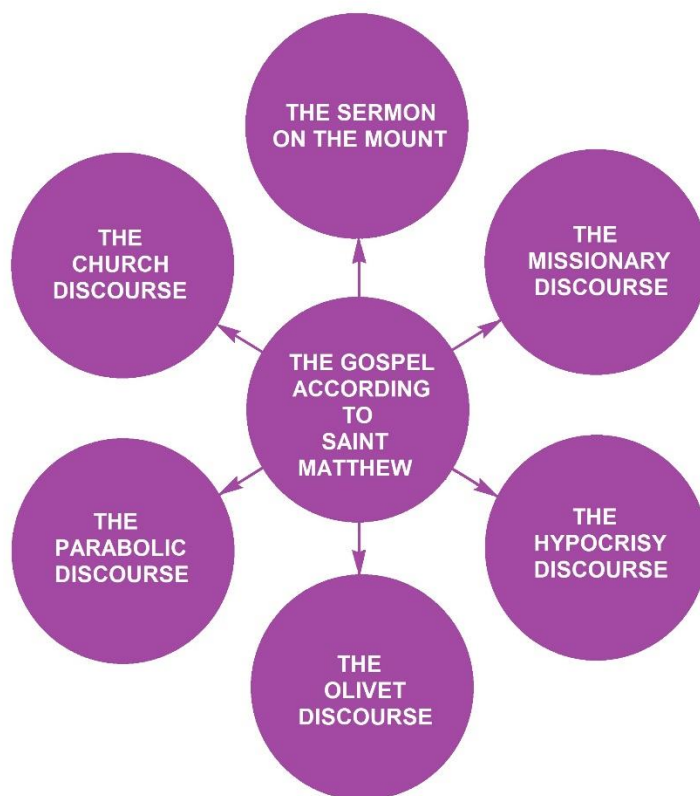 THE SERMON
ON THE MOUNT
THE
CHURCH
DISCOURSE
THE
MISSIONARY
DISCOURSE
THE GOSPEL
ACCORDING
TO
SAINT
MATTHEW
THE
PARABOLIC
DISCOURSE
THE
HYPOCRISY
DISCOURSE
THE
OLIVET
DISCOURSE